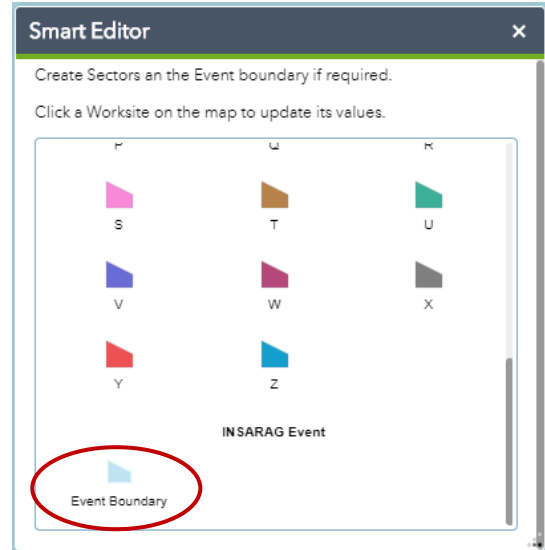 Smart Editor ×
Create Sectors an the Event boundary if required.
Click a Worksite on the map to update its values.
P Q R
S T U
V W X
Y Z
INSARAG Event
Event Boundary